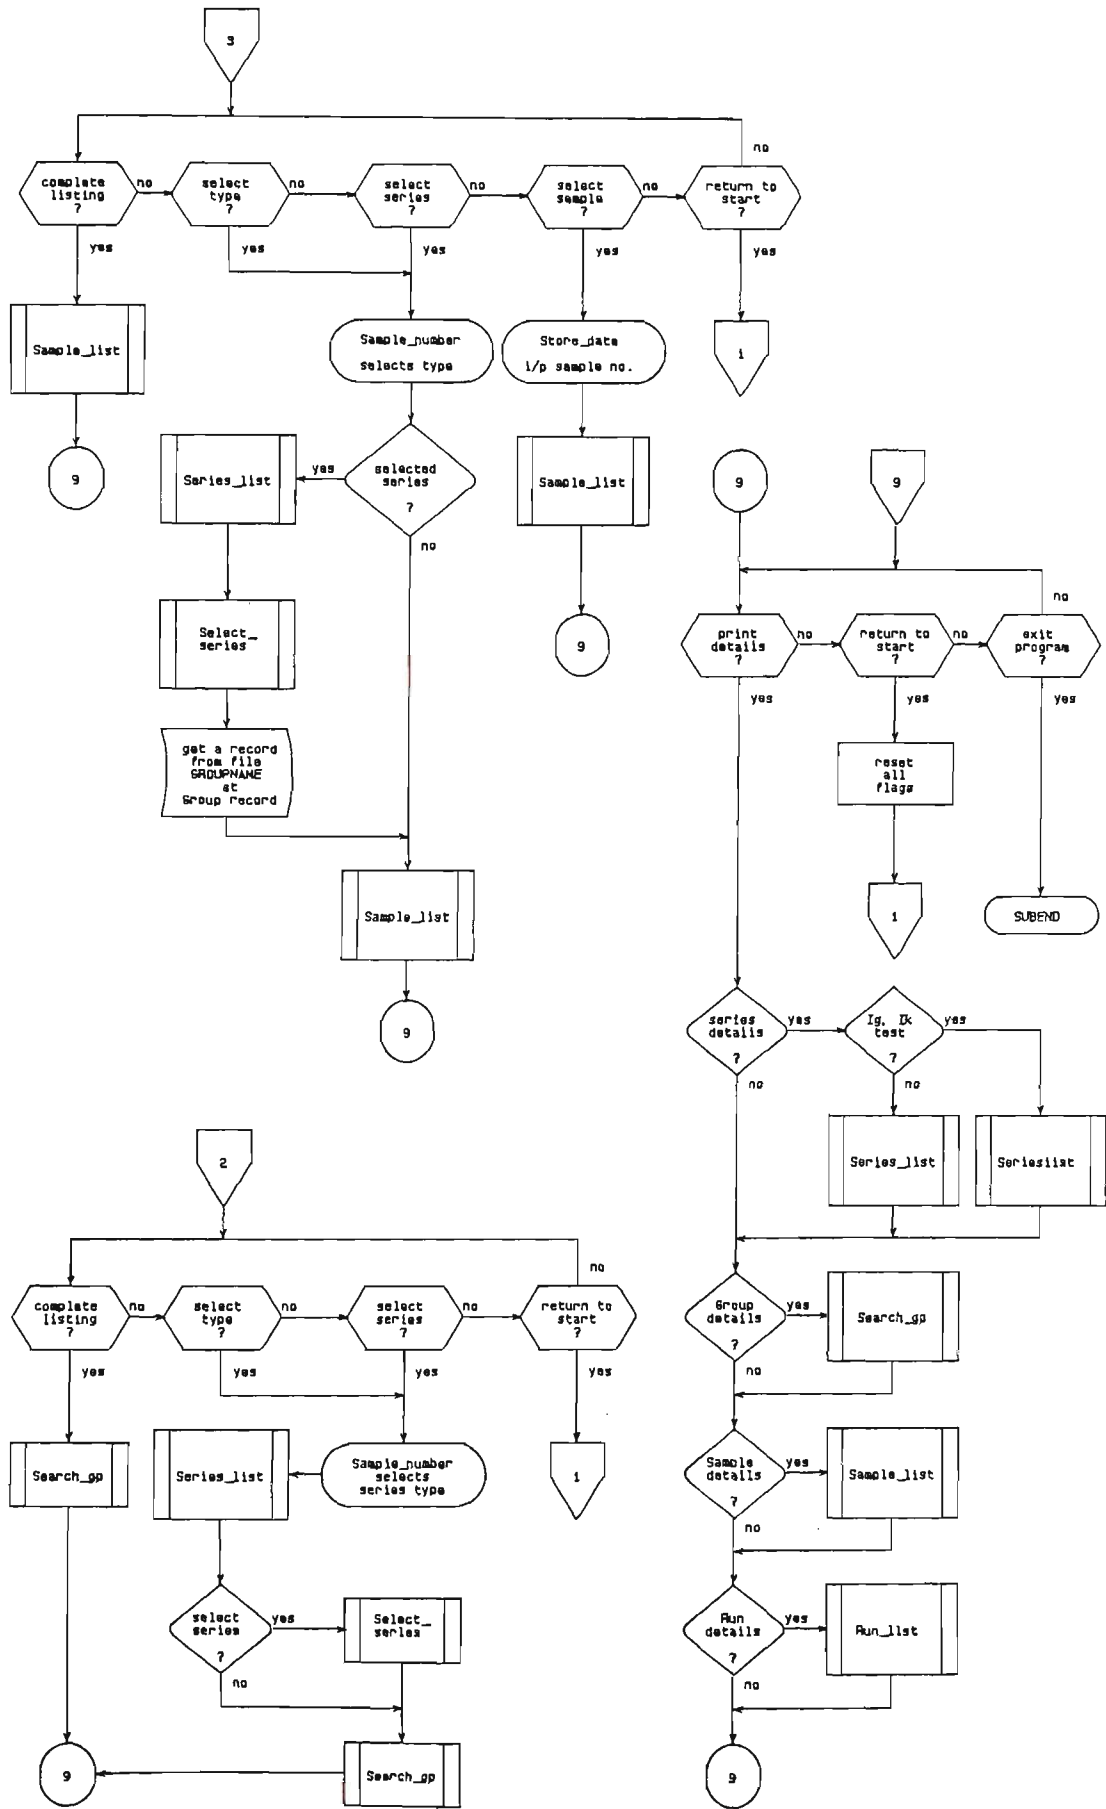 3
no
complete
listing
?
no
select
type
?
no
select
series
?
no
select
sample
?
no
return to
start
?
yes
yes
yes
yes
yes
Sample_list
Sample_number
selects type
Store_date
i/p sample no.
1
9
Series_list
yes
selected
series
?
no
Sample_list
9
9
no
Select_
series
9
print
details
?
no
return to
start
?
no
exit
program
?
yes
yes
yes
get a record
from file
GROUPNAME
at
Group record
reset
all
flags
Sample_list
1
SUBEND
9
series
details
?
yes
Ig, Ik
test
?
yes
no
no
Series_list
Serieslist
2
no
complete
listing
?
no
select
type
?
no
select
series
?
no
return to
start
?
yes
yes
yes
yes
Group
details
?
yes
Search_gp
no
Search_gp
Series_list
Sample_number
selects
series type
1
Sample
details
?
yes
Sample_list
no
select
series
?
yes
Select_
series
no
Run
details
?
yes
Run_list
no
9
Search_gp
9